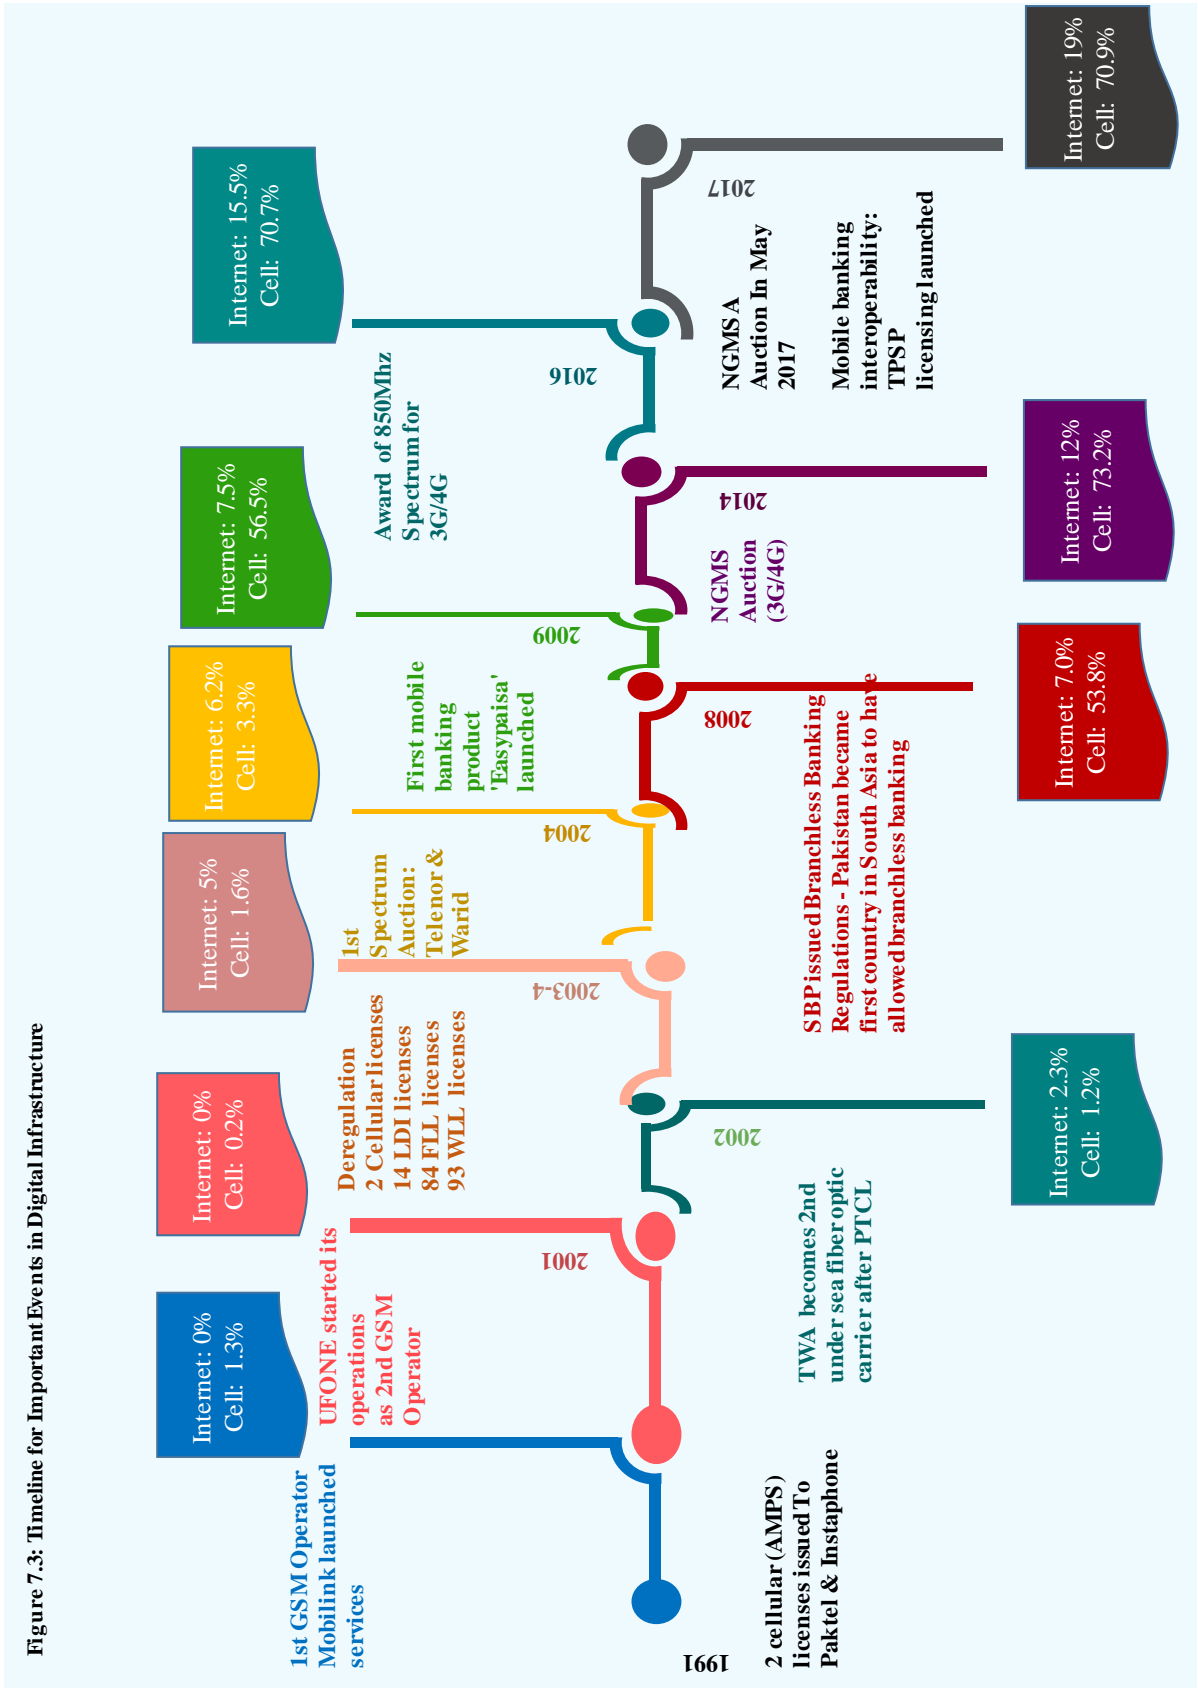 Figure 7.3: Timeline for Important Events in Digital Infrastructure
1991
2 cellular (AMPS)
licenses issued To
Paktel & Instaphone
1st GSM Operator
Mobilink launched
services
Internet: 0%
Cell: 1.3%
UFONE started its
operations
as 2nd GSM
Operator
2001
Internet: 0%
Cell: 0.2%
TWA becomes 2nd
under sea fiber optic
carrier after PTCL
2002
Internet: 2.3%
Cell: 1.2%
Deregulation
2 Cellular licenses
14 LDI licenses
84 FLL licenses
93 WLL licenses
2003-4
Internet: 5%
Cell: 1.6%
1st
Spectrum
Auction:
Telenor &
Warid
2004
Internet: 6.2%
Cell: 3.3%
SBP issued Branchless Banking
Regulations - Pakistan became
first country in South Asia to have
allowed branchless banking
2008
Internet: 7.0%
Cell: 53.8%
First mobile
banking
product
'Easypaisa'
launched
2009
Internet: 7.5%
Cell: 56.5%
NGMS
Auction
(3G/4G)
2014
Internet: 12%
Cell: 73.2%
Award of 850Mhz
Spectrum for
3G/4G
2016
Internet: 15.5%
Cell: 70.7%
NGMSA
Auction In May
2017
Mobile banking
interoperability:
TPSP
licensing launched
2017
Internet: 19%
Cell: 70.9%